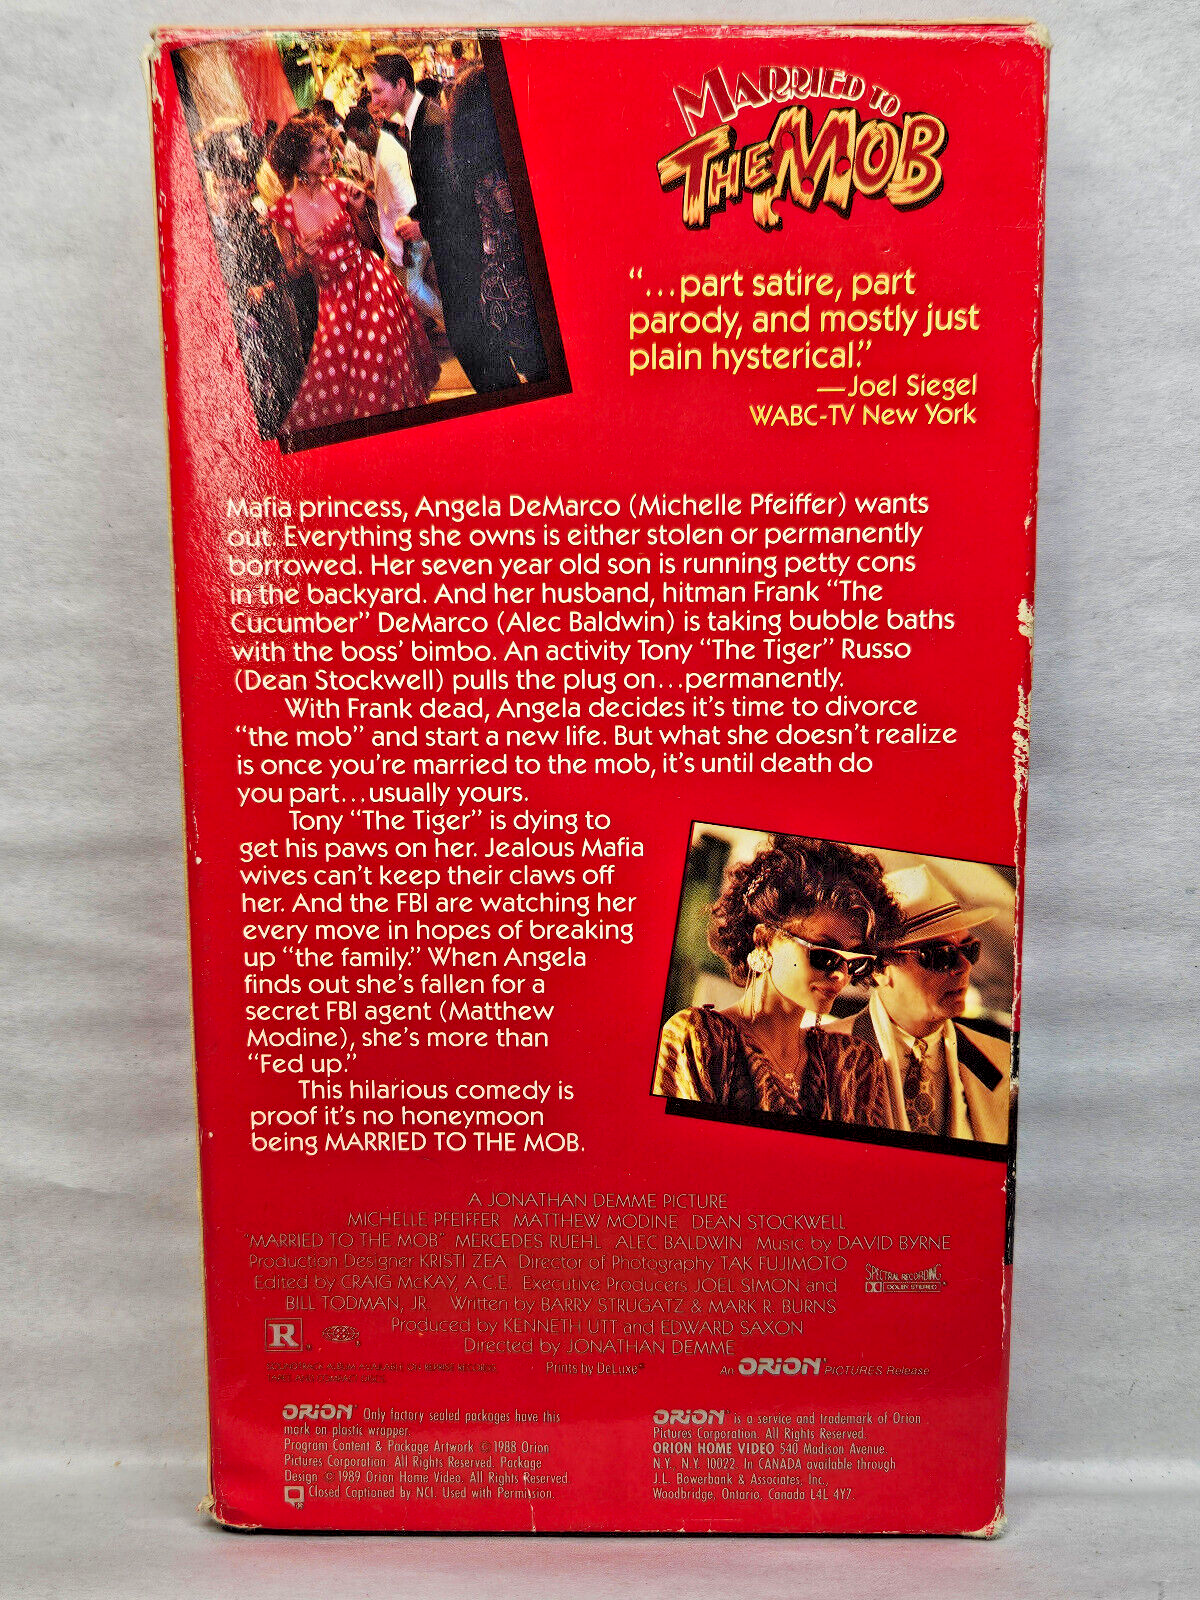 MARRIED TO
THE MOB
“...part satire, part
parody, and mostly just
plain hysterical.”
—Joel Siegel
WABC-TV New York
Mafia princess, Angela DeMarco (Michelle Pfeiffer) wants
out. Everything she owns is either stolen or permanently
borrowed. Her seven year old son is running petty cons
in the backyard. And her husband, hitman Frank “The
Cucumber” DeMarco (Alec Baldwin) is taking bubble baths
with the boss’ bimbo. An activity Tony “The Tiger” Russo
(Dean Stockwell) pulls the plug on...permanently.
With Frank dead, Angela decides it’s time to divorce
“the mob” and start a new life. But what she doesn’t realize
is once you’re married to the mob, it’s until death do
you part...usually yours.
Tony “The Tiger” is dying to
get his paws on her. Jealous Mafia
wives can’t keep their claws off
her. And the FBI are watching her
every move in hopes of breaking
up “the family.” When Angela
finds out she’s fallen for a
secret FBI agent (Matthew
Modine), she’s more than
“Fed up.”
This hilarious comedy is
proof it’s no honeymoon
being MARRIED TO THE MOB.
A JONATHAN DEMME PICTURE
MICHELLE PFEIFFER MATTHEW MODINE DEAN STOCKWELL
“MARRIED TO THE MOB” MERCEDES RUEHL ALEC BALDWIN Music by DAVID BYRNE
Production Designer KRISTI ZEA Director of Photography TAK FUJIMOTO
Edited by CRAIG McKAY, A.C.E. Executive Producers JOEL SIMON and
SPECTRAL RECORDING
DOLBY STEREO
BILL TODMAN, JR. Written by BARRY STRUGATZ & MARK R. BURNS
R
Produced by KENNETH UTT and EDWARD SAXON
Directed by JONATHAN DEMME
SOUNDTRACK ALBUM AVAILABLE ON REPRISE RECORDS
TAPES AND COMPACT DISCS
Prints by DeLuxe®
An ORION PICTURES Release
ORION® Only factory sealed packages have this
mark on plastic wrapper.
Program Content & Package Artwork © 1988 Orion
Pictures Corporation. All Rights Reserved. Package
Design © 1989 Orion Home Video. All Rights Reserved.
Closed Captioned by NCI. Used with Permission.
ORION® is a service and trademark of Orion
Pictures Corporation. All Rights Reserved.
ORION HOME VIDEO 540 Madison Avenue.
N.Y., N.Y. 10022. In CANADA available through
J.L. Bowerbank & Associates, Inc.,
Woodbridge, Ontario, Canada L4L 4Y7.